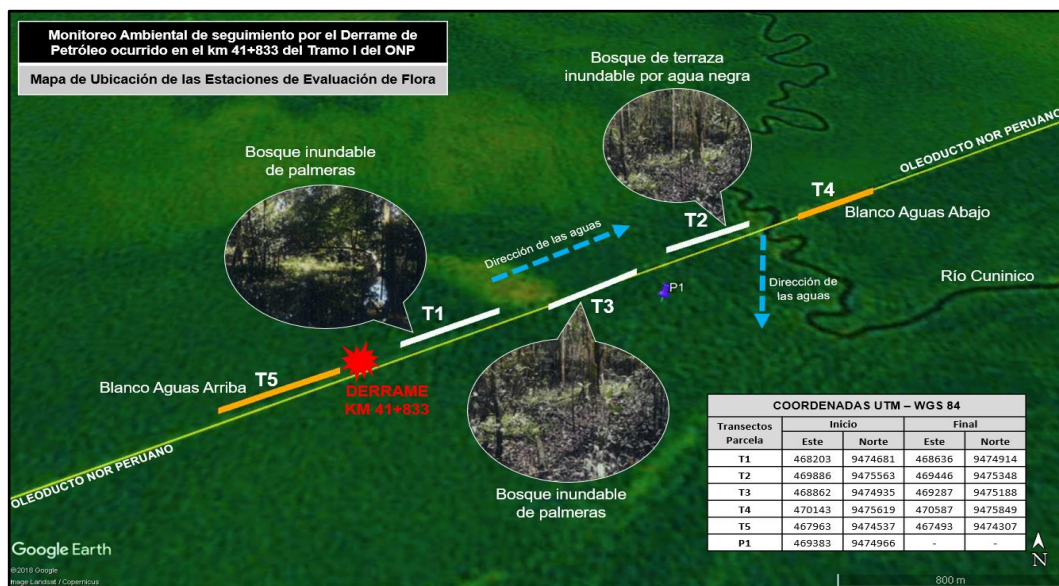 Monitoreo Ambiental de seguimiento por el Derrame de
Petróleo ocurrido en el km 41+833 del Tramo I del ONP
Mapa de Ubicación de las Estaciones de Evaluación de Flora
Bosque de terraza
inundable por agua negra
OLEODUCTO NOR PERUANO
Bosque inundable
de palmeras
T4
Blanco Aguas Abajo
T2
Dirección de las aguas
Dirección de
las aguas
Río Cuninico
P1
T3
T1
Blanco Aguas Arriba
T5
DERRAME
KM 41+833
OLEODUCTO NOR PERUANO
Bosque inundable
de palmeras
COORDENADAS UTM – WGS 84
Transectos Parcela Inicio Final
Este Norte Este Norte
T1 468203 9474681 468636 9474914
T2 469886 9475563 469446 9475348
T3 468862 9474935 469287 9475188
T4 470143 9475619 470587 9475849
T5 467963 9474537 467493 9474307
P1 469383 9474966 - -
Google Earth
©2018 Google
Image Landsat / Copernicus
800 m
N